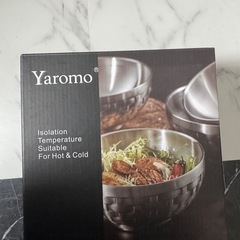 Yaromo®
Isolation
Temperature
Suitable
For Hot & Cold